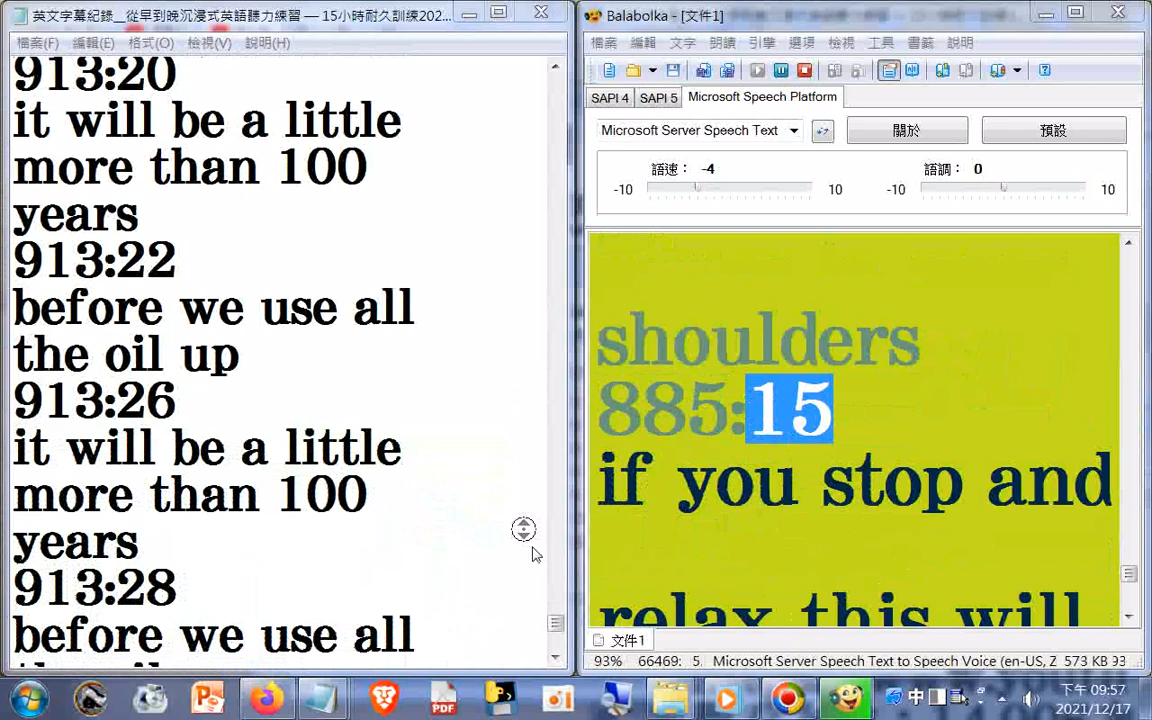 英文字幕紀錄__從早到晚沉浸式英語聽力練習 — 15小時耐久訓練202...
檔案(F) 編輯(E) 格式(O) 檢視(V) 說明(H)
913:20
it will be a little
more than 100
years
913:22
before we use all
the oil up
913:26
it will be a little
more than 100
years
913:28
before we use all
the oil
Balabolka - [文件1]
檔案 編輯 文字 朗讀 引擎 選項 檢視 工具 書籤 說明
SAPI 4 SAPI 5 Microsoft Speech Platform
Microsoft Server Speech Text 關於 預設
語速： -4 語調： 0
-10 10 -10 10
shoulders
885:15
if you stop and
relax this will
文件1
93% 66469: 5. Microsoft Server Speech Text to Speech Voice (en-US, Z 573 KB 93
PDF 中 下午 09:57
2021/12/17